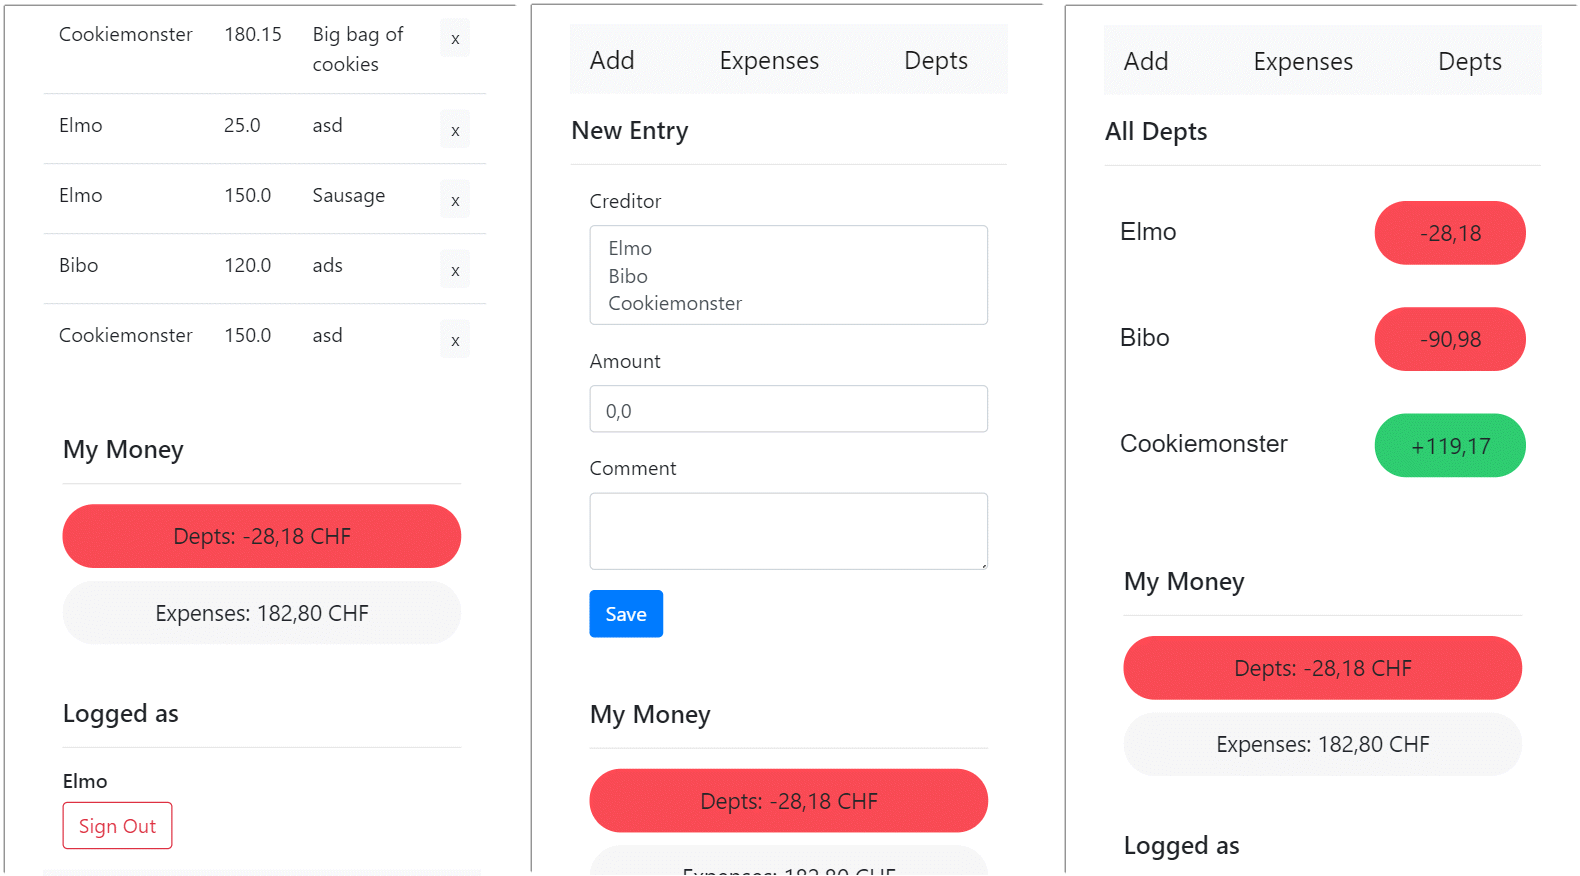 Cookiemonster 180.15 Big bag of
cookies
x
Elmo 25.0 asd x
Elmo 150.0 Sausage x
Bibo 120.0 ads x
Cookiemonster 150.0 asd x
My Money
Depts: -28,18 CHF
Expenses: 182,80 CHF
Logged as
Elmo
Sign Out
Add Expenses Depts
New Entry
Creditor
Elmo
Bibo
Cookiemonster
Amount
0,0
Comment
Save
My Money
Depts: -28,18 CHF
Expenses: 182,80 CHF
Add Expenses Depts
All Depts
Elmo -28,18
Bibo -90,98
Cookiemonster +119,17
My Money
Depts: -28,18 CHF
Expenses: 182,80 CHF
Logged as